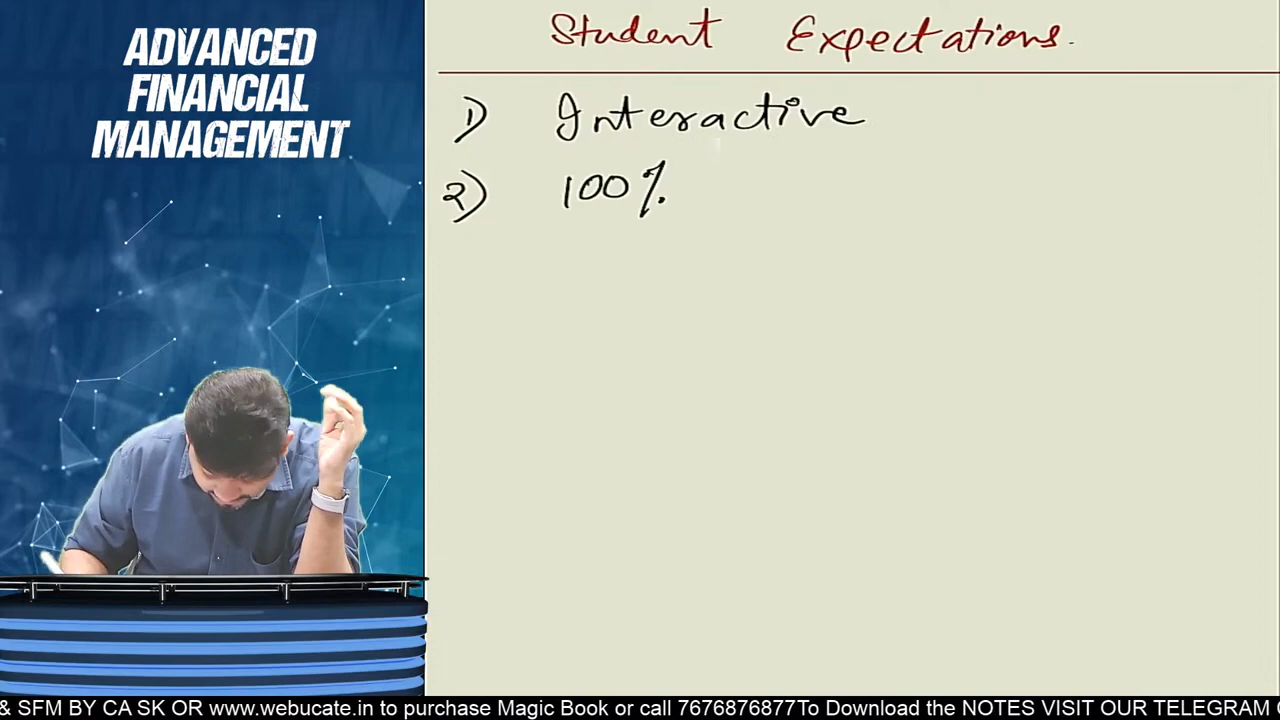 ADVANCED
FINANCIAL
MANAGEMENT
Student Expectations.
1) Interactive
2) 100%
& SFM BY CA SK OR www.webucate.in to purchase Magic Book or call 7676876877To Download the NOTES VISIT OUR TELEGRAM